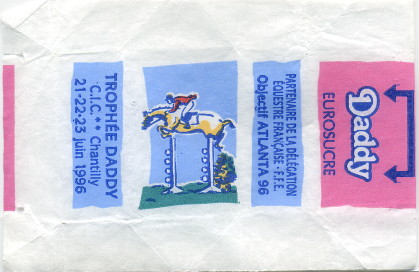 Daddy
EUROSUCRE
PARTENAIRE DE LA DÉLÉGATION
ÉQUESTRE FRANÇAISE - F.F.E.
Objectif ATLANTA 96
TROPHÉE DADDY
C.I.C. ** Chantilly
21-22-23 juin 1996